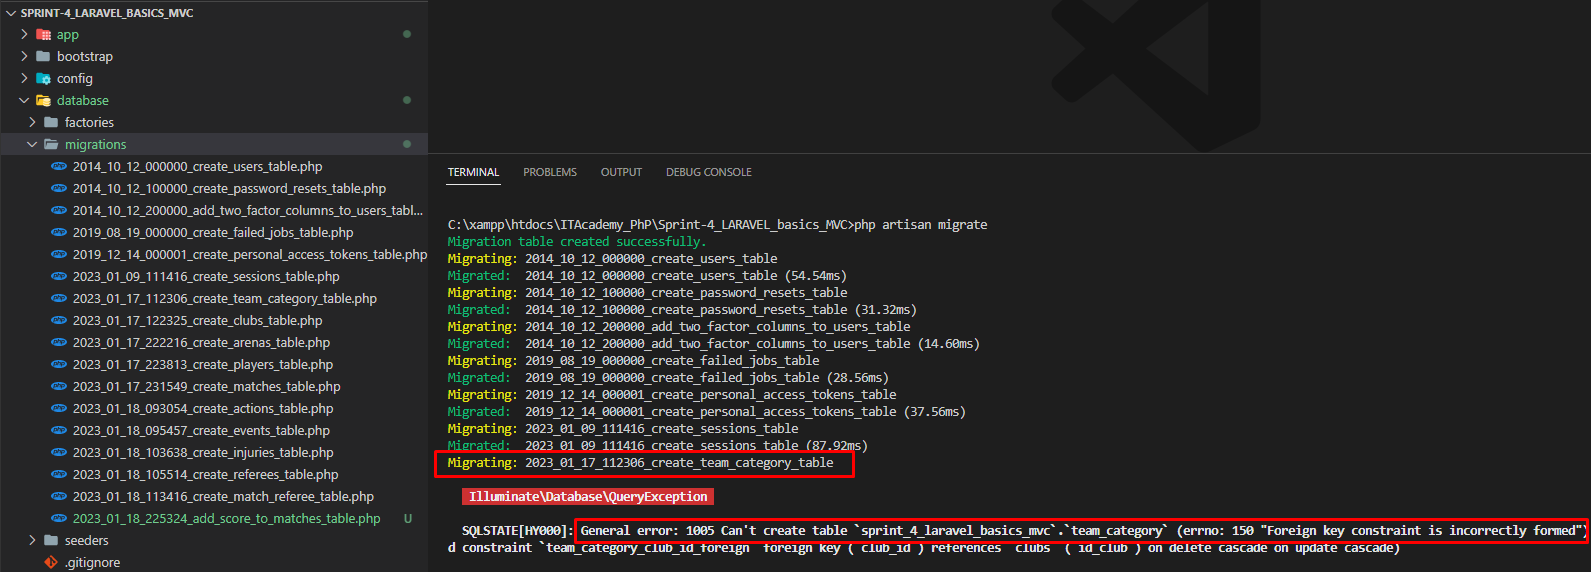 SPRINT-4_LARAVEL_BASICS_MVC
app
bootstrap
config
database
factories
migrations
2014_10_12_000000_create_users_table.php
2014_10_12_100000_create_password_resets_table.php
2014_10_12_200000_add_two_factor_columns_to_users_tabl...
2019_08_19_000000_create_failed_jobs_table.php
2019_12_14_000001_create_personal_access_tokens_table.php
2023_01_09_111416_create_sessions_table.php
2023_01_17_112306_create_team_category_table.php
2023_01_17_122325_create_clubs_table.php
2023_01_17_222216_create_arenas_table.php
2023_01_17_223813_create_players_table.php
2023_01_17_231549_create_matches_table.php
2023_01_18_093054_create_actions_table.php
2023_01_18_095457_create_events_table.php
2023_01_18_103638_create_injuries_table.php
2023_01_18_105514_create_referees_table.php
2023_01_18_113416_create_match_referee_table.php
2023_01_18_225324_add_score_to_matches_table.php U
seeders
.gitignore
TERMINAL PROBLEMS OUTPUT DEBUG CONSOLE
C:\xampp\htdocs\ITAcademy_PhP\Sprint-4_LARAVEL_basics_MVC>php artisan migrate
Migration table created successfully.
Migrating: 2014_10_12_000000_create_users_table
Migrated: 2014_10_12_000000_create_users_table (54.54ms)
Migrating: 2014_10_12_100000_create_password_resets_table
Migrated: 2014_10_12_100000_create_password_resets_table (31.32ms)
Migrating: 2014_10_12_200000_add_two_factor_columns_to_users_table
Migrated: 2014_10_12_200000_add_two_factor_columns_to_users_table (14.60ms)
Migrating: 2019_08_19_000000_create_failed_jobs_table
Migrated: 2019_08_19_000000_create_failed_jobs_table (28.56ms)
Migrating: 2019_12_14_000001_create_personal_access_tokens_table
Migrated: 2019_12_14_000001_create_personal_access_tokens_table (37.56ms)
Migrating: 2023_01_09_111416_create_sessions_table
Migrated: 2023_01_09_111416_create_sessions_table (87.92ms)
Migrating: 2023_01_17_112306_create_team_category_table
Illuminate\Database\QueryException
SQLSTATE[HY000]: General error: 1005 Can't create table `sprint_4_laravel_basics_mvc`.`team_category` (errno: 150 "Foreign key constraint is incorrectly formed")
d constraint `team_category_club_id_foreign` foreign key (`club_id`) references `clubs` (`id_club`) on delete cascade on update cascade)